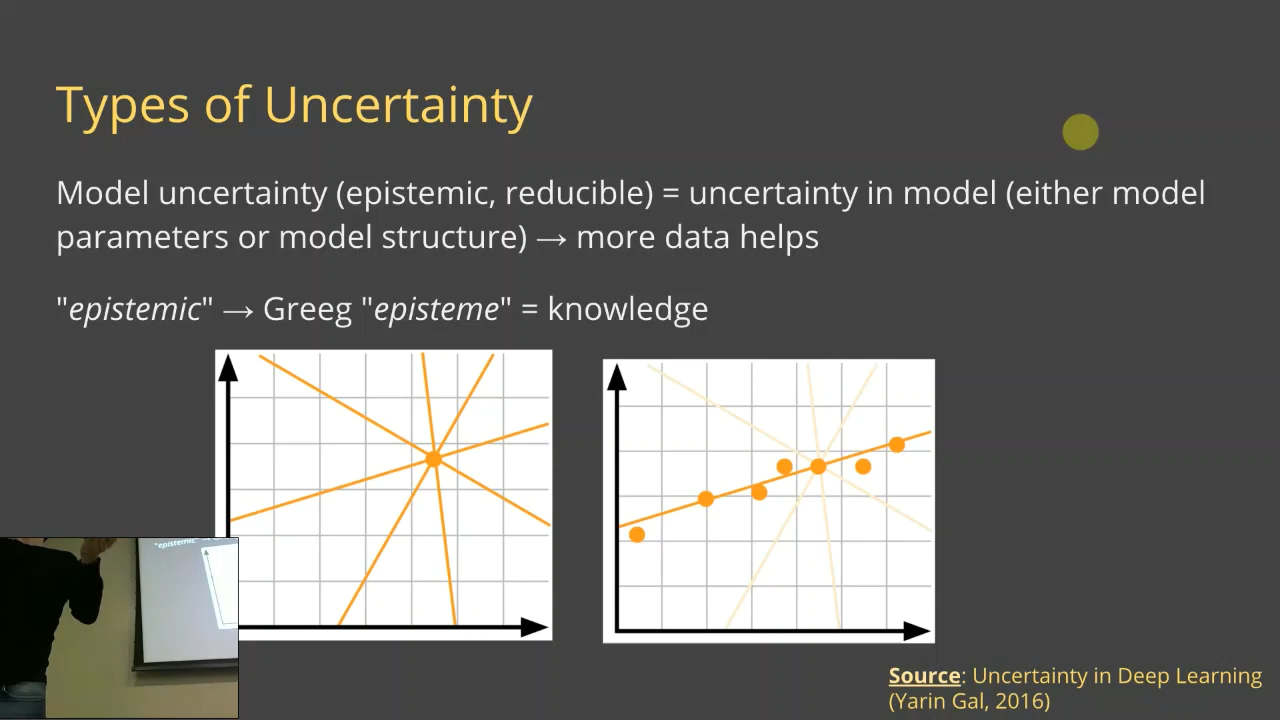 Types of Uncertainty
Model uncertainty (epistemic, reducible) = uncertainty in model (either model
parameters or model structure) → more data helps
"epistemic" → Greeg "episteme" = knowledge
"epistemic"
Source: Uncertainty in Deep Learning
(Yarin Gal, 2016)